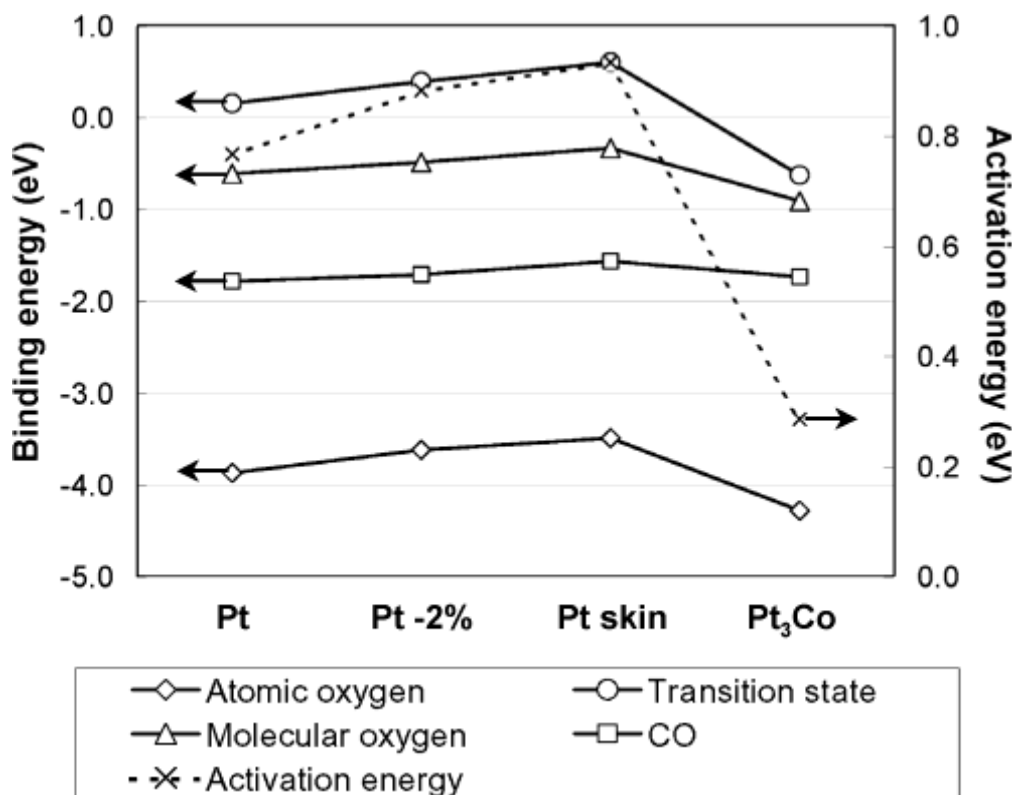 1.0
0.0
-1.0
-2.0
-3.0
-4.0
-5.0
Binding energy (eV)
1.0
0.8
0.6
0.4
0.2
0.0
Activation energy (eV)
Pt Pt -2% Pt skin Pt₃Co
Atomic oxygen Transition state
Molecular oxygen CO
Activation energy